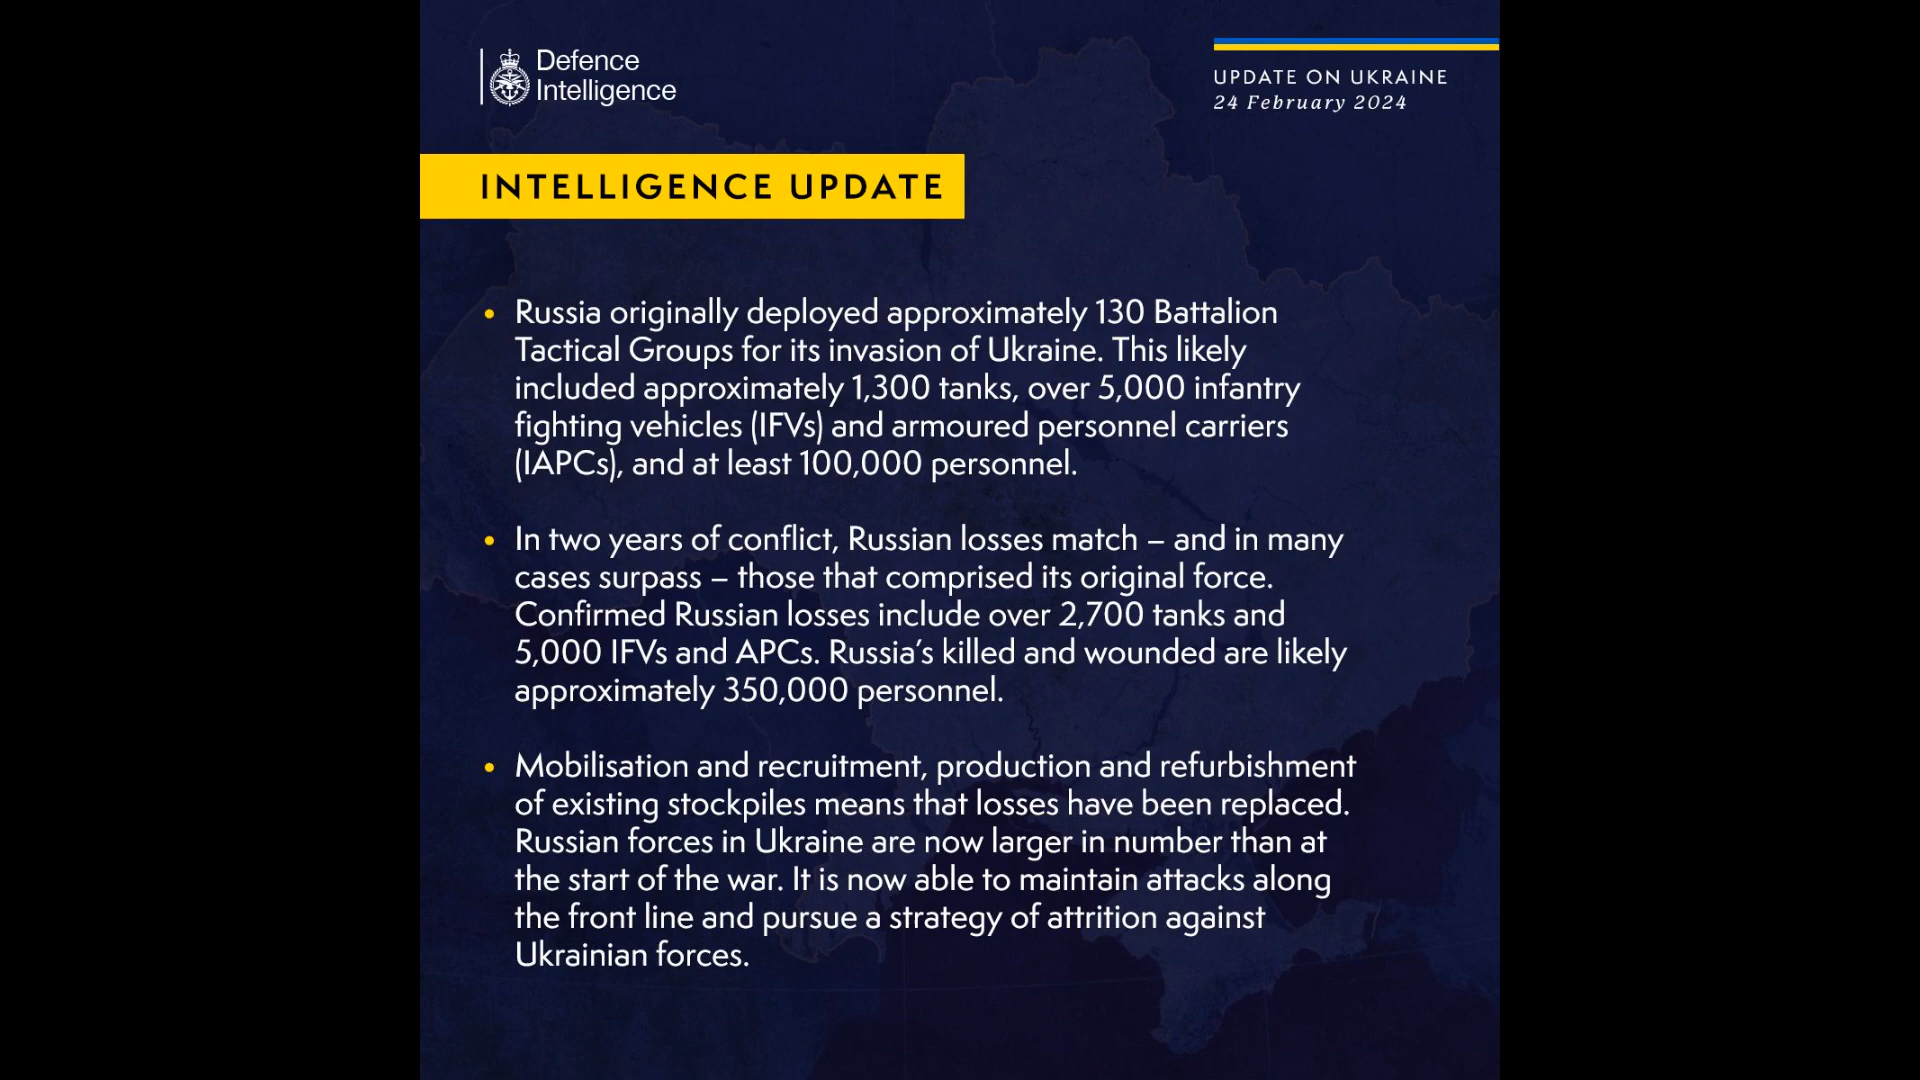 Defence
Intelligence
UPDATE ON UKRAINE
24 February 2024
INTELLIGENCE UPDATE
• Russia originally deployed approximately 130 Battalion
Tactical Groups for its invasion of Ukraine. This likely
included approximately 1,300 tanks, over 5,000 infantry
fighting vehicles (IFVs) and armoured personnel carriers
(IAPCs), and at least 100,000 personnel.
• In two years of conflict, Russian losses match – and in many
cases surpass – those that comprised its original force.
Confirmed Russian losses include over 2,700 tanks and
5,000 IFVs and APCs. Russia's killed and wounded are likely
approximately 350,000 personnel.
• Mobilisation and recruitment, production and refurbishment
of existing stockpiles means that losses have been replaced.
Russian forces in Ukraine are now larger in number than at
the start of the war. It is now able to maintain attacks along
the front line and pursue a strategy of attrition against
Ukrainian forces.